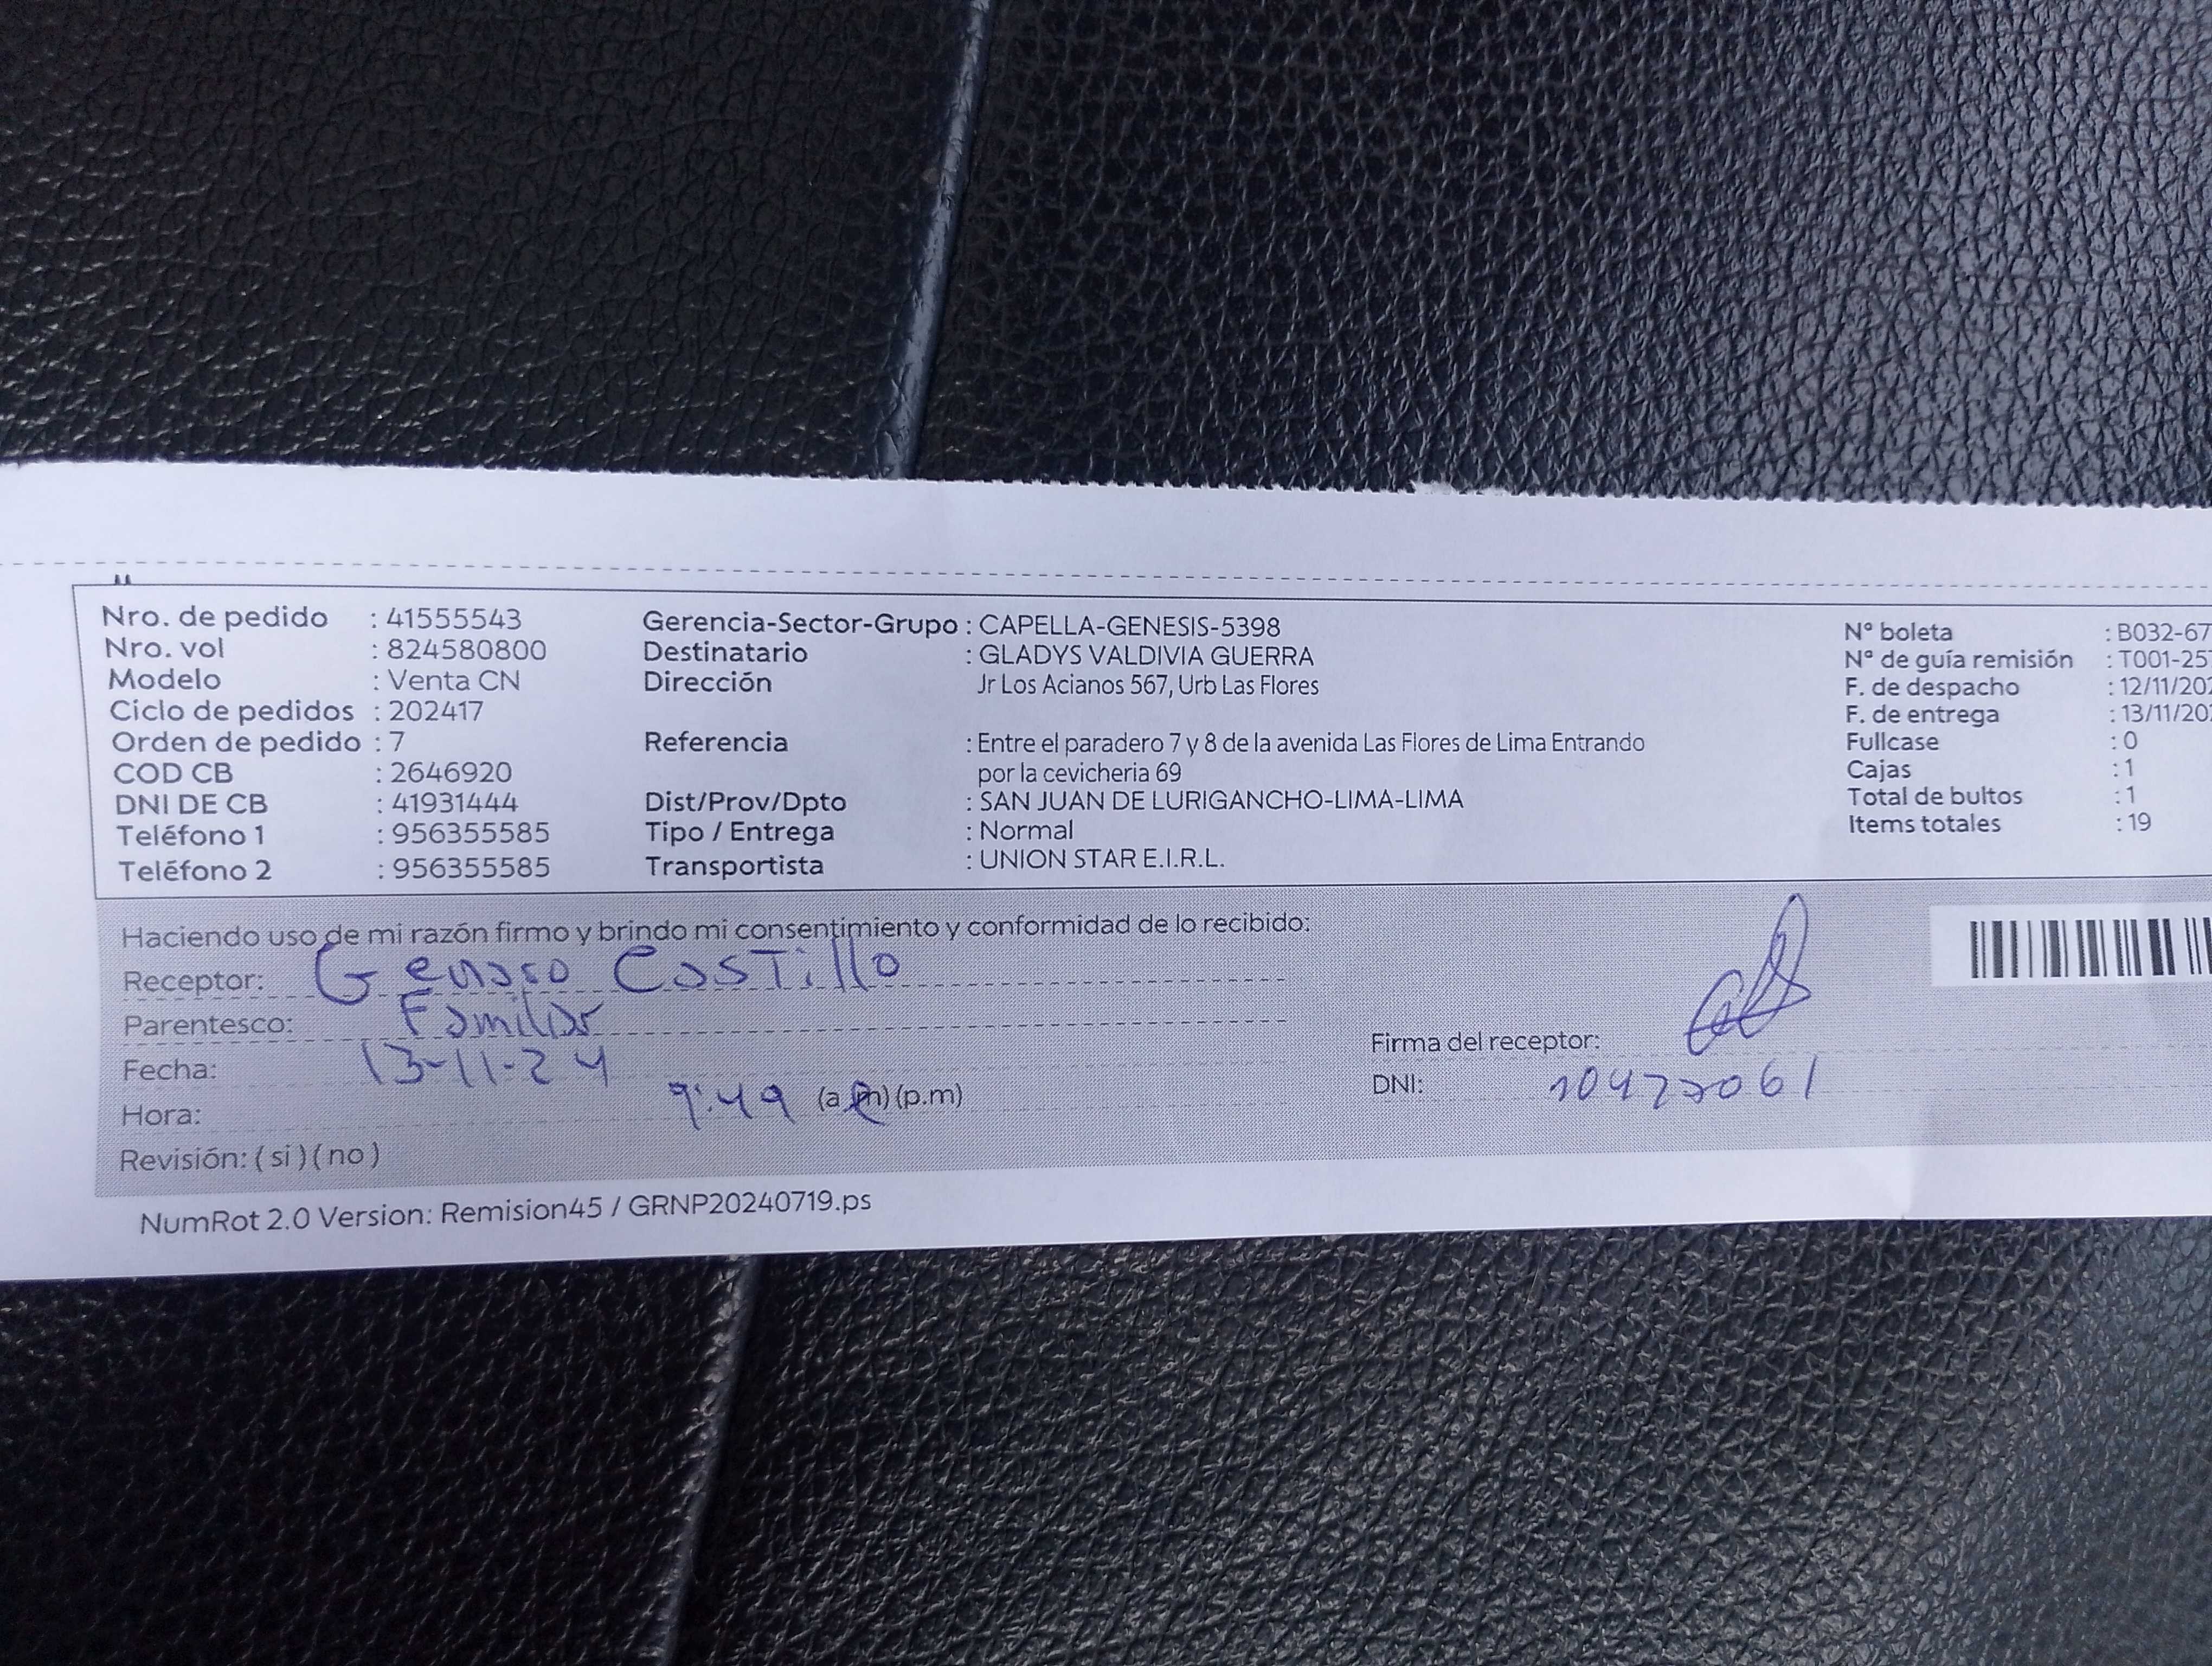 Nro. de pedido : 41555543
Nro. vol : 824580800
Modelo : Venta CN
Ciclo de pedidos : 202417
Orden de pedido : 7
COD CB : 2646920
DNI DE CB : 41931444
Teléfono 1 : 956355585
Teléfono 2 : 956355585
Gerencia-Sector-Grupo : CAPELLA-GENESIS-5398
Destinatario : GLADYS VALDIVIA GUERRA
Dirección Jr Los Acianos 567, Urb Las Flores
Referencia : Entre el paradero 7 y 8 de la avenida Las Flores de Lima Entrando
por la cevicheria 69
Dist/Prov/Dpto : SAN JUAN DE LURIGANCHO-LIMA-LIMA
Tipo / Entrega : Normal
Transportista : UNION STAR E.I.R.L.
N° boleta : B032-67
N° de guía remisión : T001-25
F. de despacho : 12/11/202
F. de entrega : 13/11/20
Fullcase : 0
Cajas : 1
Total de bultos : 1
Items totales : 19
Haciendo uso de mi razón firmo y brindo mi consentimiento y conformidad de lo recibido:
Receptor: Genaro Castillo
Parentesco: Familiar
Fecha: 13-11-24
Hora: 9:49 (a.m)(p.m)
Revisión: (si)(no)
Firma del receptor:
DNI: 10477061
NumRot 2.0 Version: Remision45 / GRNP20240719.ps